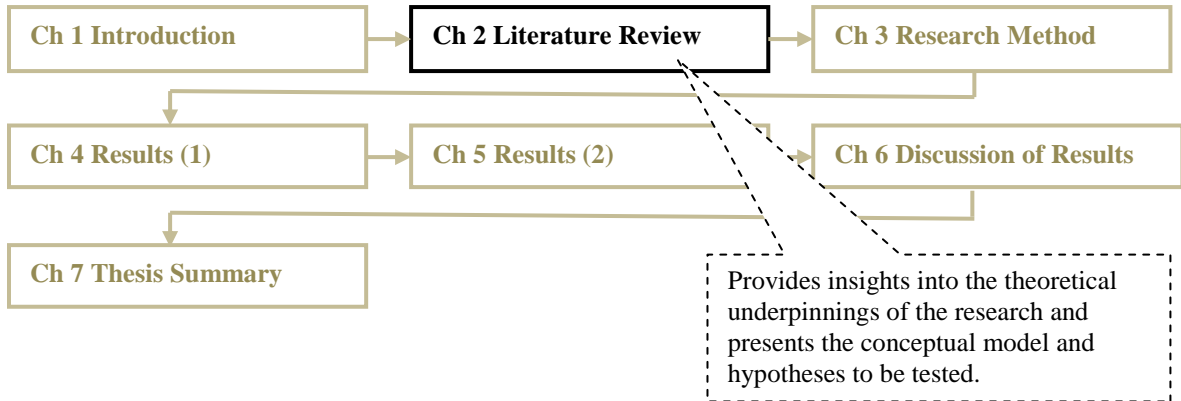 Ch 1 Introduction
Ch 2 Literature Review
Ch 3 Research Method
Ch 4 Results (1)
Ch 5 Results (2)
Ch 6 Discussion of Results
Ch 7 Thesis Summary
Provides insights into the theoretical
underpinnings of the research and
presents the conceptual model and
hypotheses to be tested.